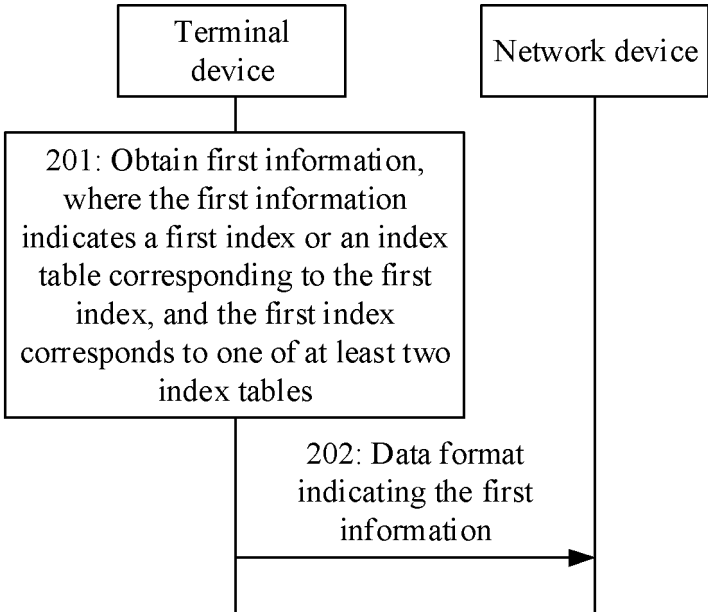 Terminal
device
Network device
201: Obtain first information,
where the first information
indicates a first index or an index
table corresponding to the first
index, and the first index
corresponds to one of at least two
index tables
202: Data format
indicating the first
information